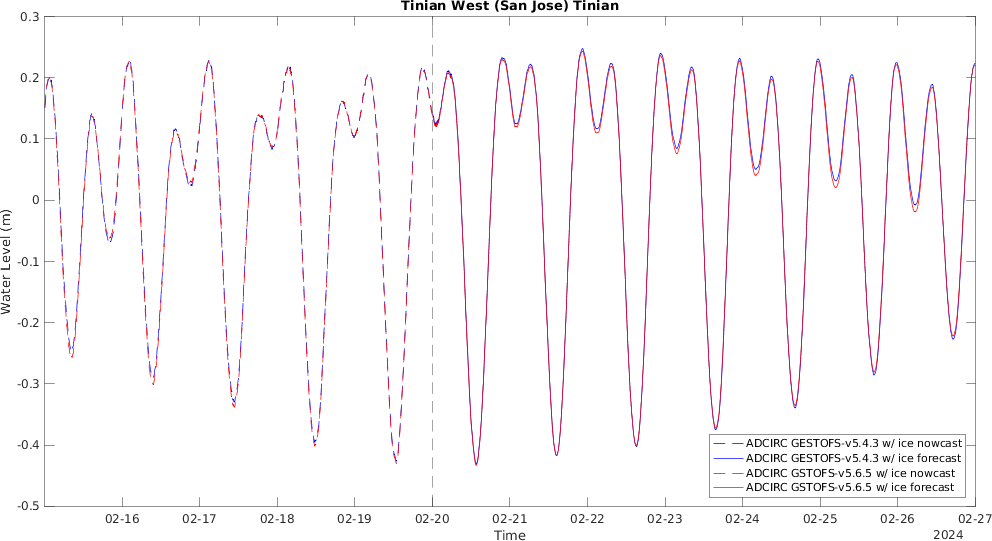 Tinian West (San Jose) Tinian
0.3
0.2
0.1
0
-0.1
-0.2
-0.3
-0.4
-0.5
Water Level (m)
ADCIRC GESTOFS-v5.4.3 w/ ice nowcast
ADCIRC GESTOFS-v5.4.3 w/ ice forecast
ADCIRC GSTOFS-v5.6.5 w/ ice nowcast
ADCIRC GSTOFS-v5.6.5 w/ ice forecast
02-16 02-17 02-18 02-19 02-20 02-21 02-22 02-23 02-24 02-25 02-26 02-27
Time
2024